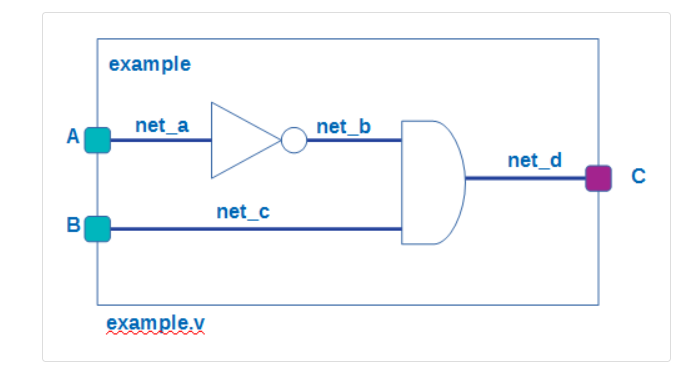 example
net_a
net_b
A
net_d
C
net_c
B
example.v